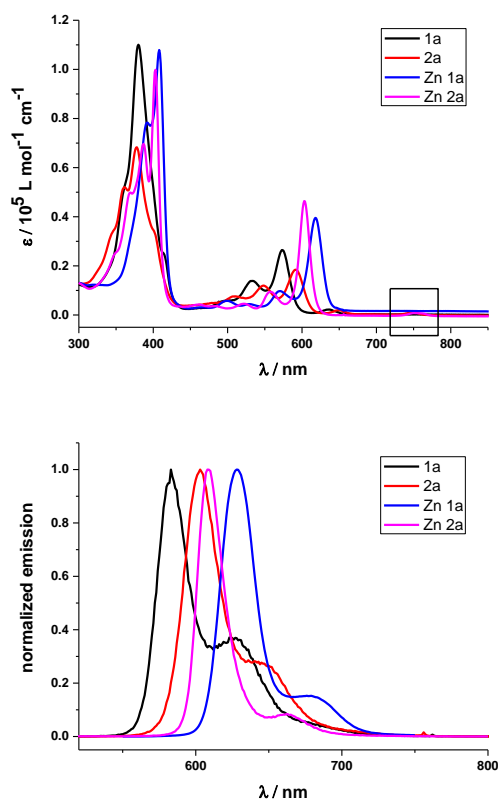 1.2
1.0
0.8
0.6
0.4
0.2
0.0
ε / 10⁵ L mol⁻¹ cm⁻¹
1a
2a
Zn 1a
Zn 2a
300 400 500 600 700 800
λ / nm
1.0
0.8
0.6
0.4
0.2
0.0
normalized emission
1a
2a
Zn 1a
Zn 2a
600 700 800
λ / nm